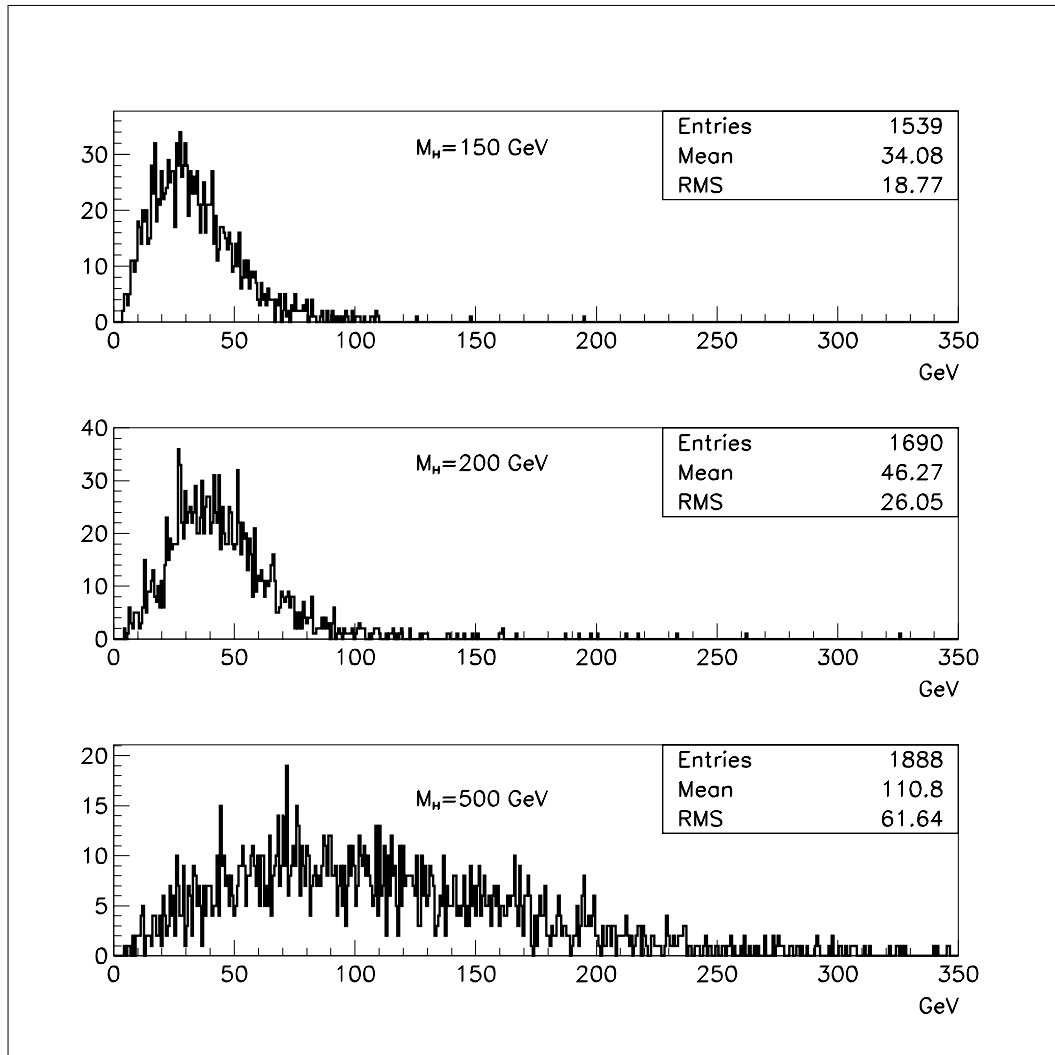 M_H=150 GeV
Entries 1539
Mean 34.08
RMS 18.77
30
20
10
0
0 50 100 150 200 250 300 350
GeV
M_H=200 GeV
Entries 1690
Mean 46.27
RMS 26.05
40
30
20
10
0
0 50 100 150 200 250 300 350
GeV
M_H=500 GeV
Entries 1888
Mean 110.8
RMS 61.64
20
15
10
5
0
0 50 100 150 200 250 300 350
GeV